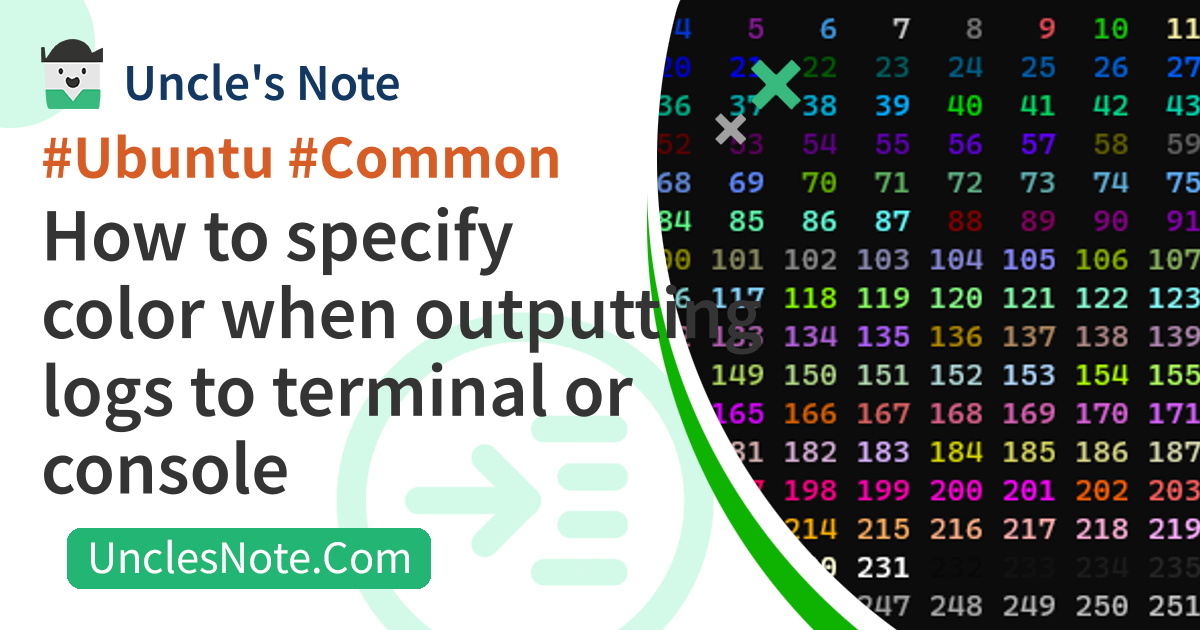 Uncle's Note
#Ubuntu #Common
How to specify
color when outputting
logs to terminal or
console
UnclesNote.Com
4 5 6 7 8 9 10 11
20 21 22 23 24 25 26 27
36 37 38 39 40 41 42 43
52 53 54 55 56 57 58 59
68 69 70 71 72 73 74 75
84 85 86 87 88 89 90 91
00 101 102 103 104 105 106 107
6 117 118 119 120 121 122 123
133 134 135 136 137 138 139
149 150 151 152 153 154 155
165 166 167 168 169 170 171
81 182 183 184 185 186 187
198 199 200 201 202 203
214 215 216 217 218 219
0 231 232 233 234 235
247 248 249 250 251